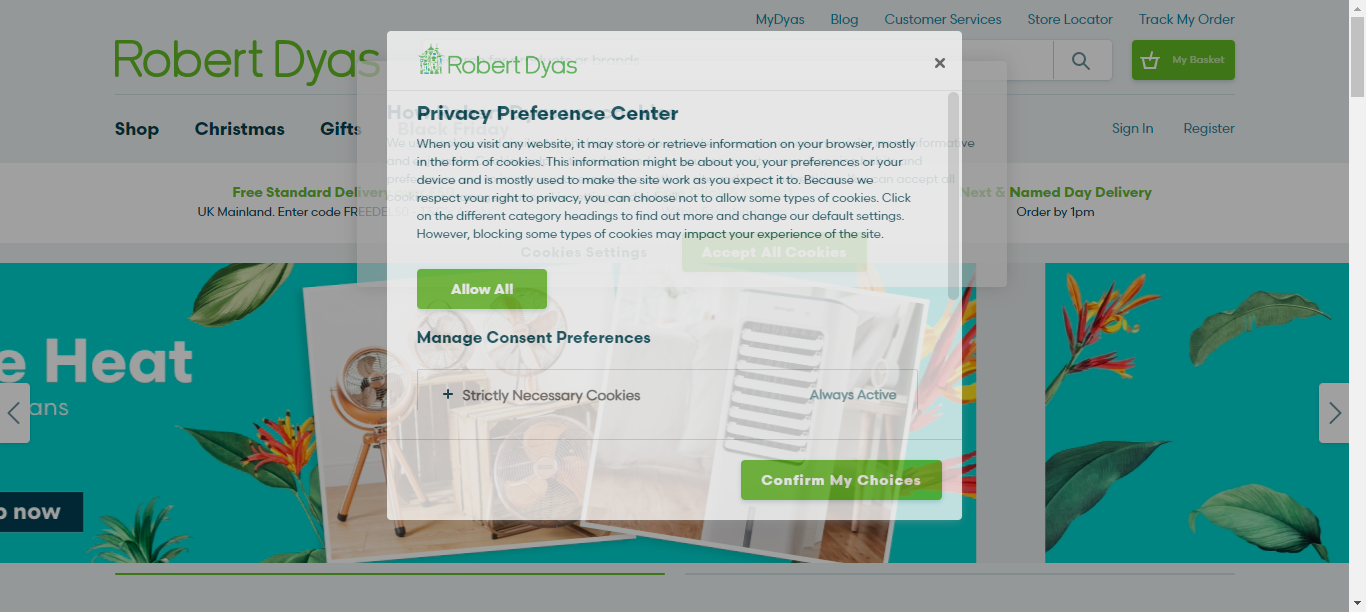 MyDyas Blog Customer Services Store Locator Track My Order
Robert Dyas
My Basket
Shop Christmas Gifts Black Friday
Sign In Register
Free Standard Delivery
UK Mainland. Enter code
Next & Named Day Delivery
Order by 1pm
Robert Dyas
Privacy Preference Center
When you visit any website, it may store or retrieve information on your browser, mostly
in the form of cookies. This information might be about you, your preferences or your
device and is mostly used to make the site work as you expect it to. Because we
respect your right to privacy, you can choose not to allow some types of cookies. Click
on the different category headings to find out more and change our default settings.
However, blocking some types of cookies may impact your experience of the site.
Cookies Settings Accept All Cookies
Allow All
Manage Consent Preferences
+ Strictly Necessary Cookies Always Active
Confirm My Choices
e Heat
ans
p now